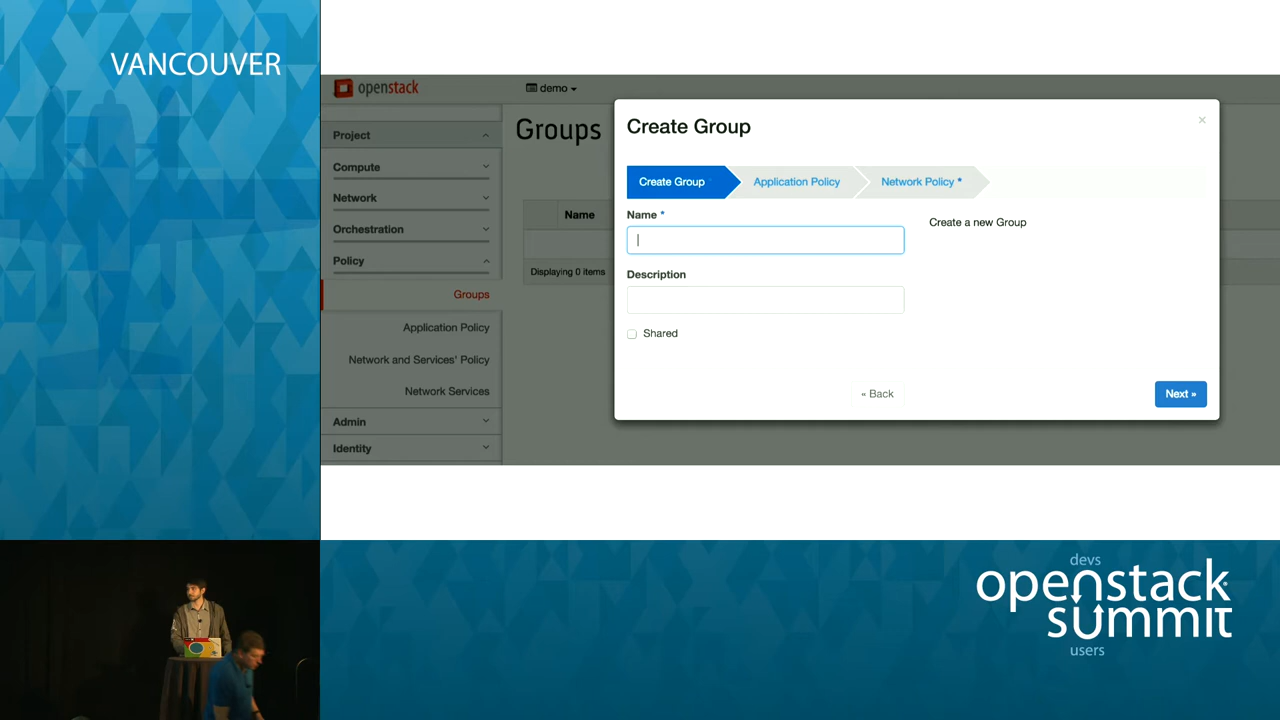 VANCOUVER
openstack
demo
Project
Compute
Network
Orchestration
Policy
Groups
Application Policy
Network and Services' Policy
Network Services
Admin
Identity
Groups
Name
Displaying 0 items
Create Group
×
Create Group
Application Policy
Network Policy *
Name *
Create a new Group
Description
Shared
« Back
Next »
devs
openstack
summit
users